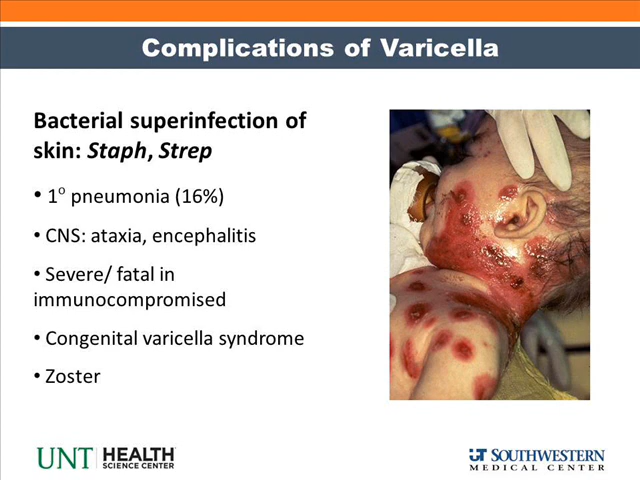 Complications of Varicella
Bacterial superinfection of
skin: Staph, Strep
• 1º pneumonia (16%)
• CNS: ataxia, encephalitis
• Severe/ fatal in
immunocompromised
• Congenital varicella syndrome
• Zoster
UNT HEALTH
SCIENCE CENTER
UT SOUTHWESTERN
MEDICAL CENTER